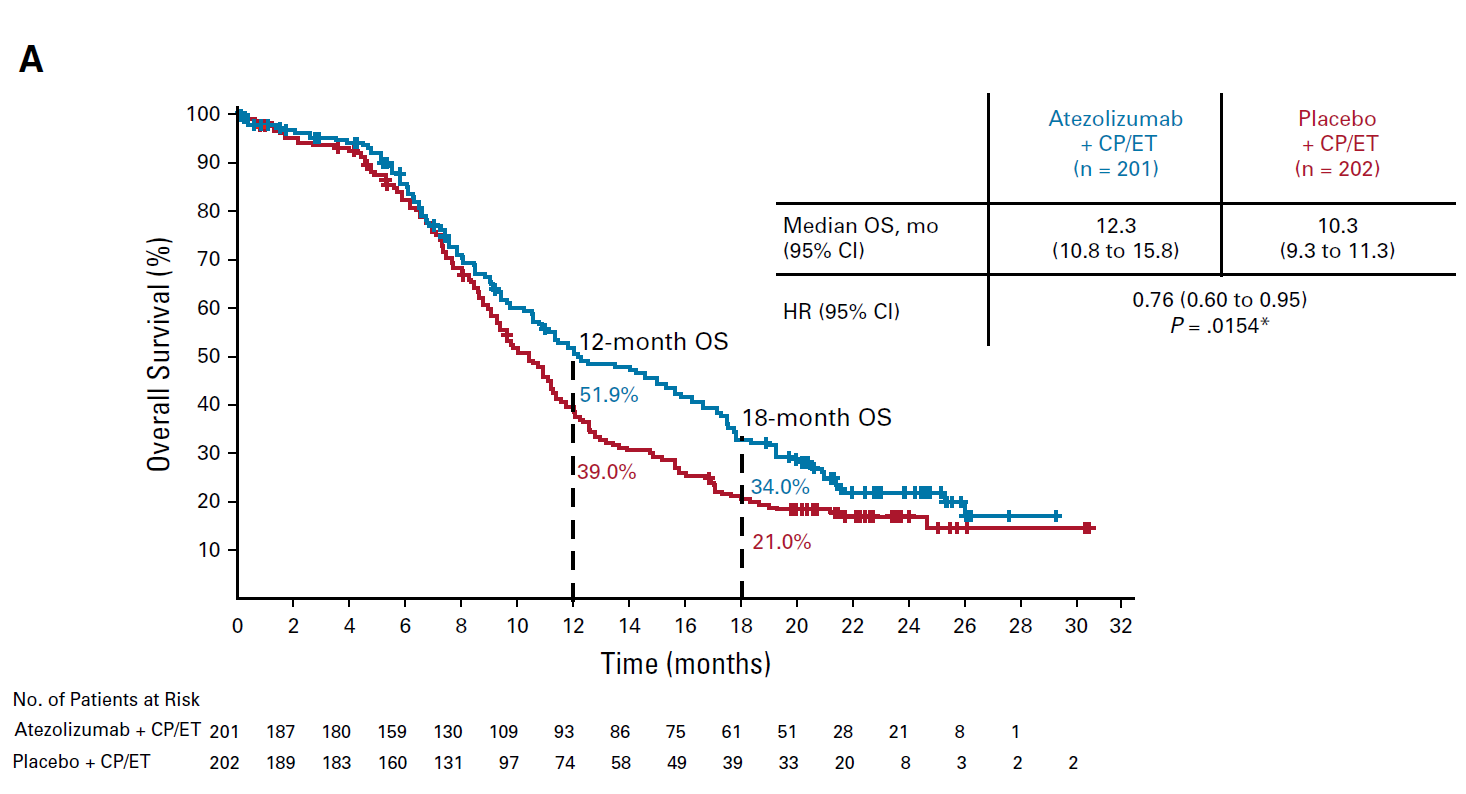 A
Atezolizumab
+ CP/ET
(n = 201)
Placebo
+ CP/ET
(n = 202)
Median OS, mo
(95% CI)
12.3
(10.8 to 15.8)
10.3
(9.3 to 11.3)
HR (95% CI)
0.76 (0.60 to 0.95)
P = .0154*
Overall Survival (%)
100
90
80
70
60
50
40
30
20
10
12-month OS
51.9%
39.0%
18-month OS
34.0%
21.0%
0 2 4 6 8 10 12 14 16 18 20 22 24 26 28 30 32
Time (months)
No. of Patients at Risk
Atezolizumab + CP/ET 201 187 180 159 130 109 93 86 75 61 51 28 21 8 1
Placebo + CP/ET 202 189 183 160 131 97 74 58 49 39 33 20 8 3 2 2